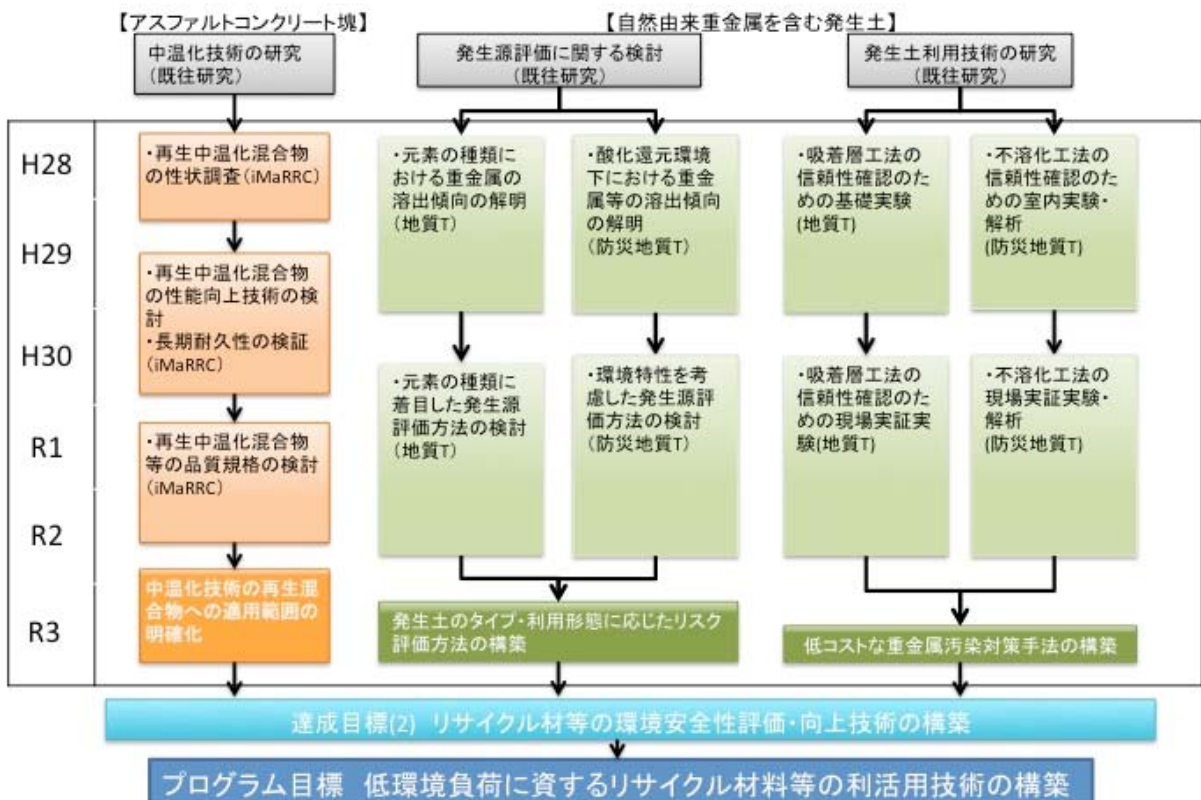 【アスファルトコンクリート塊】
【自然由来重金属を含む発生土】
中温化技術の研究
(既往研究)
発生源評価に関する検討
(既往研究)
発生土利用技術の研究
(既往研究)
H28
H29
H30
R1
R2
R3
・再生中温化混合物
の性状調査(iMaRRC)
・再生中温化混合物
の性能向上技術の検
討
・長期耐久性の検証
(iMaRRC)
・再生中温化混合物
等の品質規格の検討
(iMaRRC)
中温化技術の再生混
合物への適用範囲の
明確化
・元素の種類に
おける重金属の
溶出傾向の解明
(地質T)
・元素の種類に
着目した発生源
評価方法の検討
(地質T)
・酸化還元環境
下における重金
属等の溶出傾向
の解明
(防災地質T)
・環境特性を考
慮した発生源評
価方法の検討
(防災地質T)
発生土のタイプ・利用形態に応じたリスク
評価方法の構築
・吸着層工法の
信頼性確認のた
めの基礎実験
(地質T)
・吸着層工法の
信頼性確認のた
めの現場実証実
験(地質T)
・不溶化工法の
信頼性確認のた
めの室内実験・
解析
(防災地質T)
・不溶化工法の
現場実証実験・
解析
(防災地質T)
低コストな重金属汚染対策手法の構築
達成目標(2) リサイクル材等の環境安全性評価・向上技術の構築
プログラム目標 低環境負荷に資するリサイクル材料等の利活用技術の構築